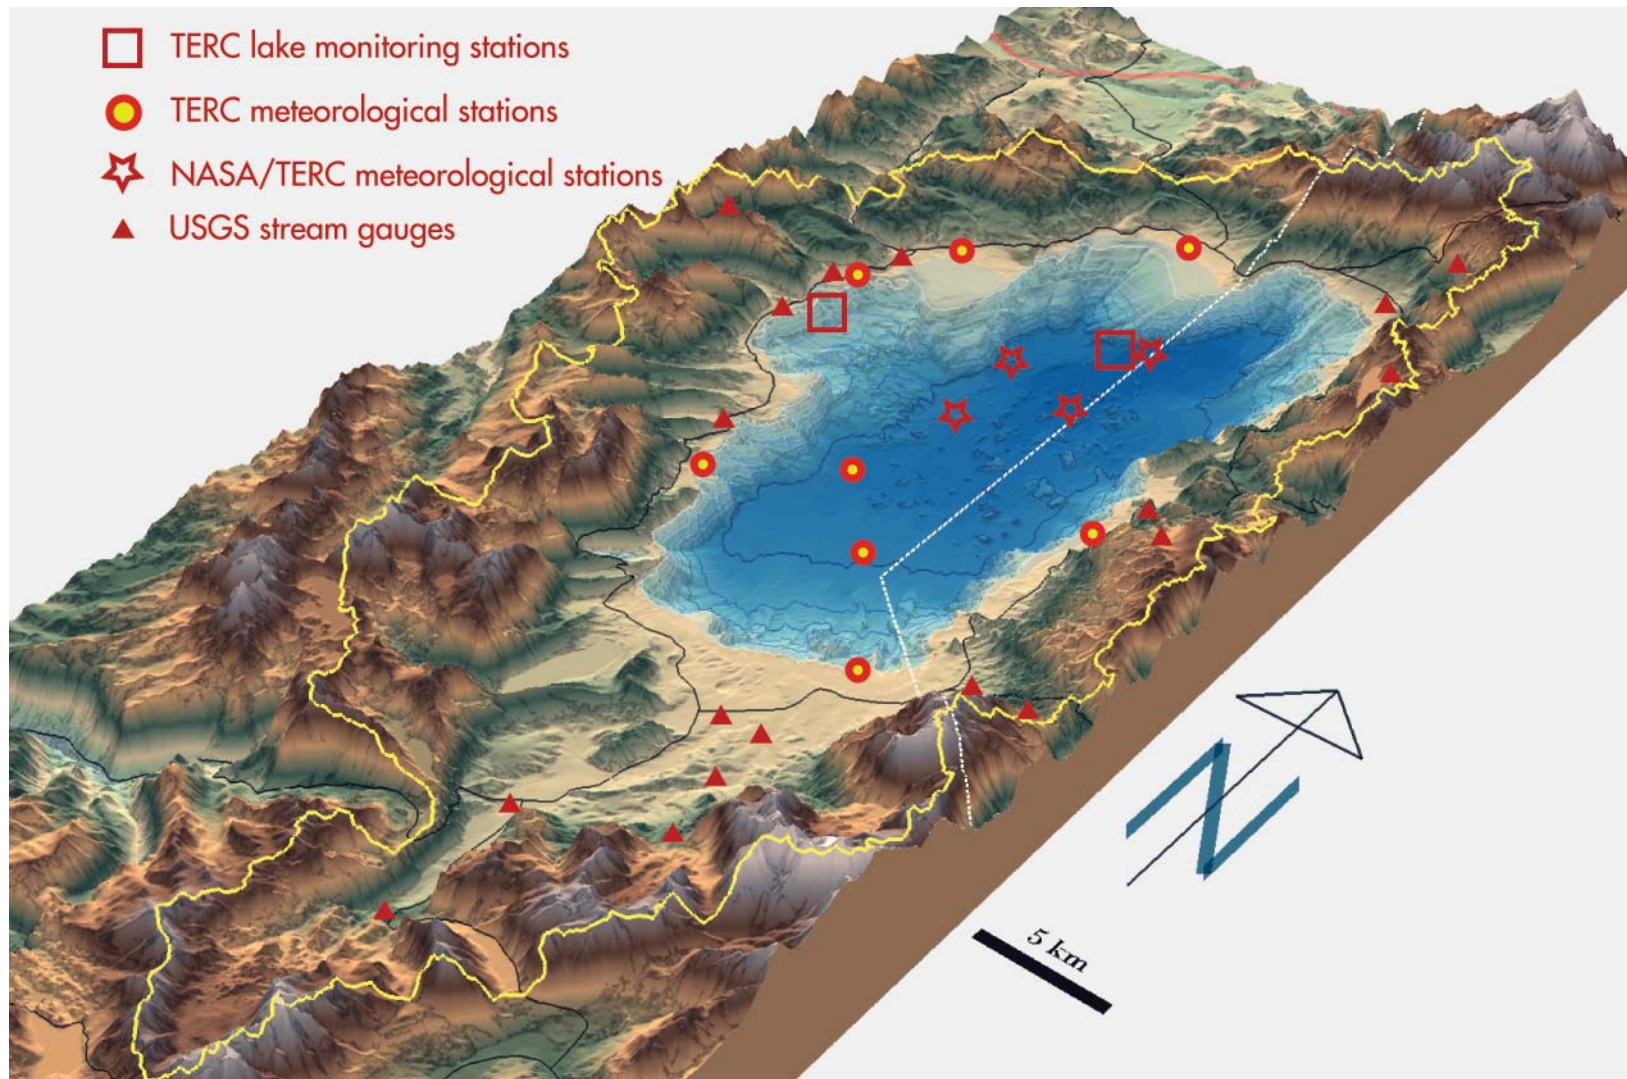 TERC lake monitoring stations
TERC meteorological stations
NASA/TERC meteorological stations
USGS stream gauges
N
5 km